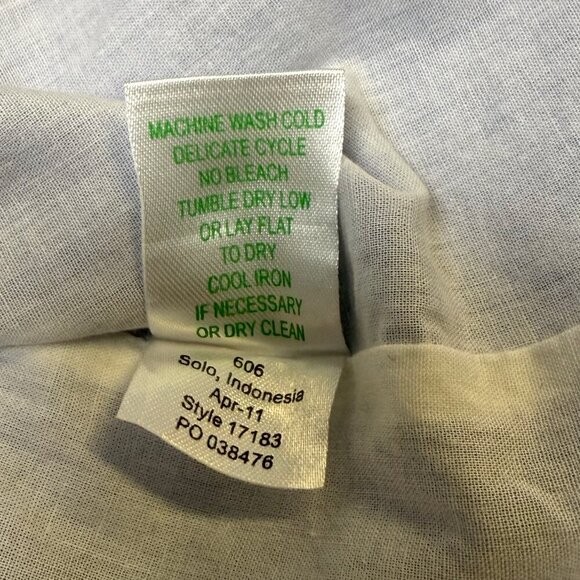 MACHINE WASH COLD
DELICATE CYCLE
NO BLEACH
TUMBLE DRY LOW
OR LAY FLAT
TO DRY
COOL IRON
IF NECESSARY
OR DRY CLEAN
606
Solo, Indonesia
Apr-11
Style 17183
PO 038476